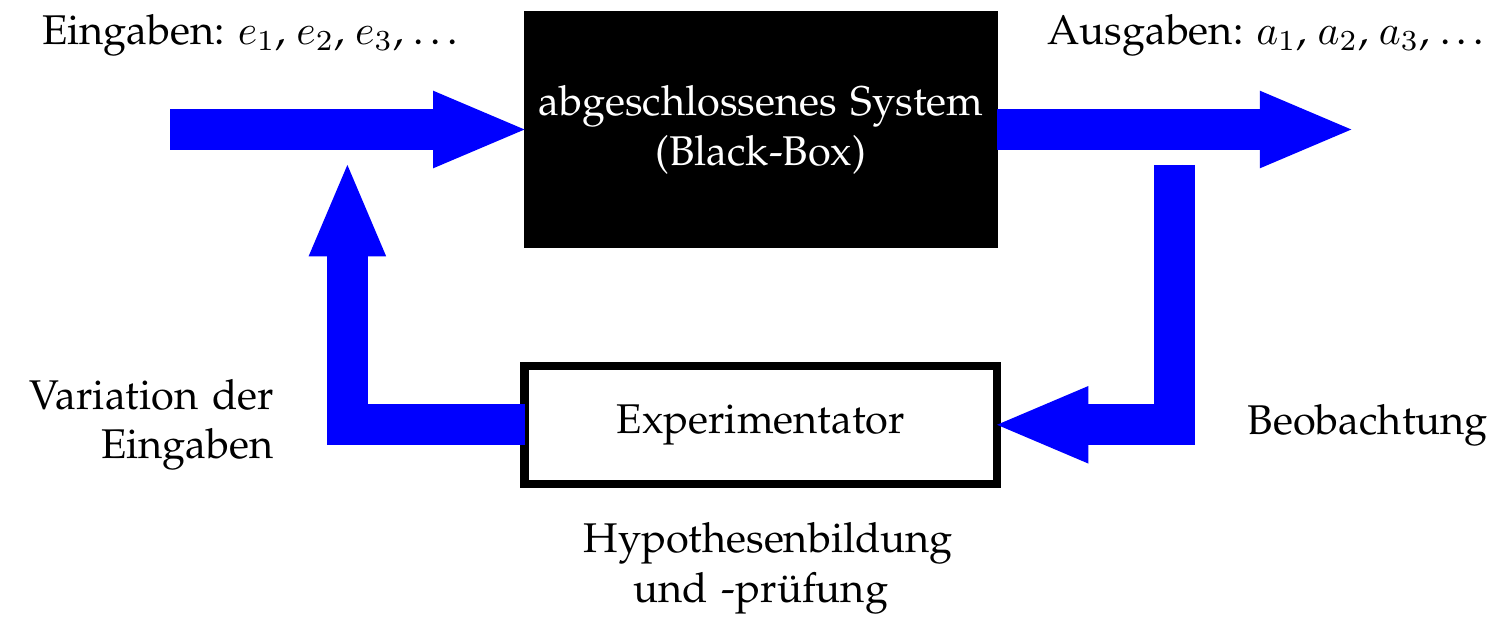 Eingaben: e₁, e₂, e₃, …
abgeschlossenes System
(Black-Box)
Ausgaben: a₁, a₂, a₃, …
Variation der
Eingaben
Experimentator
Beobachtung
Hypothesenbildung
und -prüfung